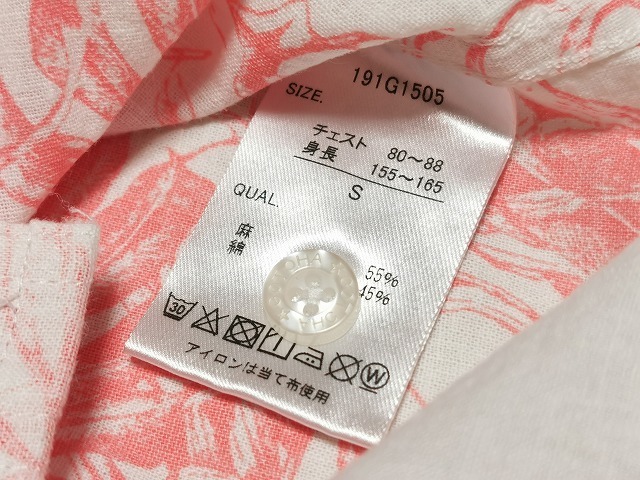 191G1505
SIZE.
チェスト 80～88
身長 155～165
S
QUAL.
麻 55%
綿 45%
30
W
アイロンは当て布使用